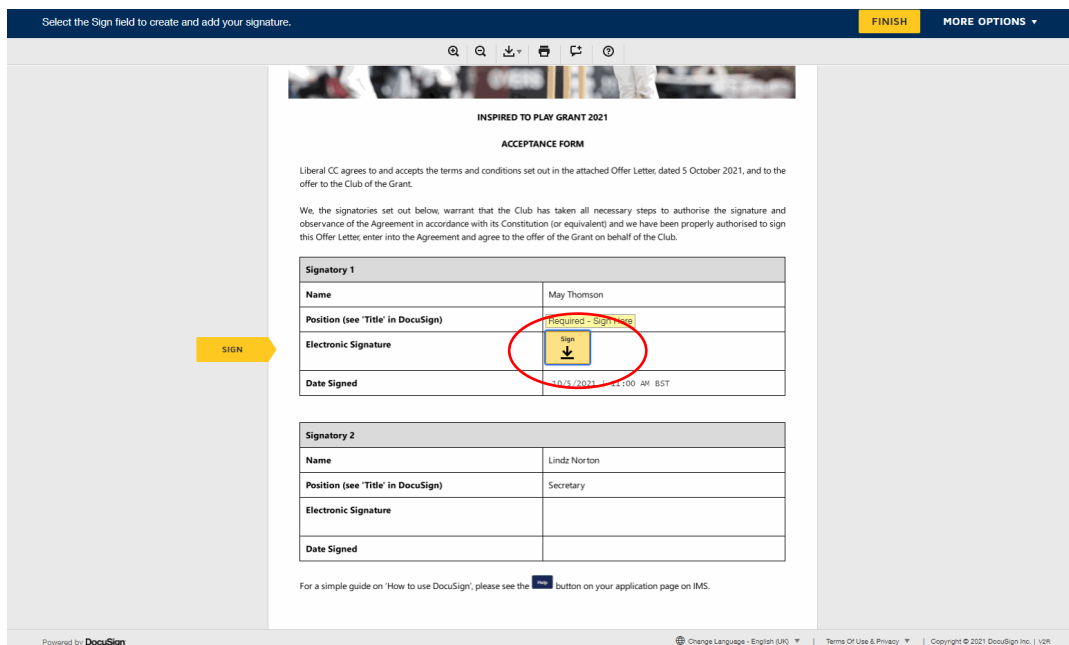 Select the Sign field to create and add your signature.
FINISH
MORE OPTIONS
INSPIRED TO PLAY GRANT 2021
ACCEPTANCE FORM
Liberal CC agrees to and accepts the terms and conditions set out in the attached Offer Letter, dated 5 October 2021, and to the
offer to the Club of the Grant.
We, the signatories set out below, warrant that the Club has taken all necessary steps to authorise the signature and
observance of the Agreement in accordance with its Constitution (or equivalent) and we have been properly authorised to sign
this Offer Letter, enter into the Agreement and agree to the offer of the Grant on behalf of the Club.
Signatory 1
Name May Thomson
Position (see 'Title' in DocuSign) Required - Sign Here
SIGN
Electronic Signature Sign
Date Signed 10/5/2021 | 11:00 AM BST
Signatory 2
Name Lindz Norton
Position (see 'Title' in DocuSign) Secretary
Electronic Signature
Date Signed
For a simple guide on 'How to use DocuSign', please see the Help button on your application page on IMS.
Powered by DocuSign Change Language - English (UK) | Terms Of Use & Privacy | Copyright © 2021 DocuSign Inc. | V2R